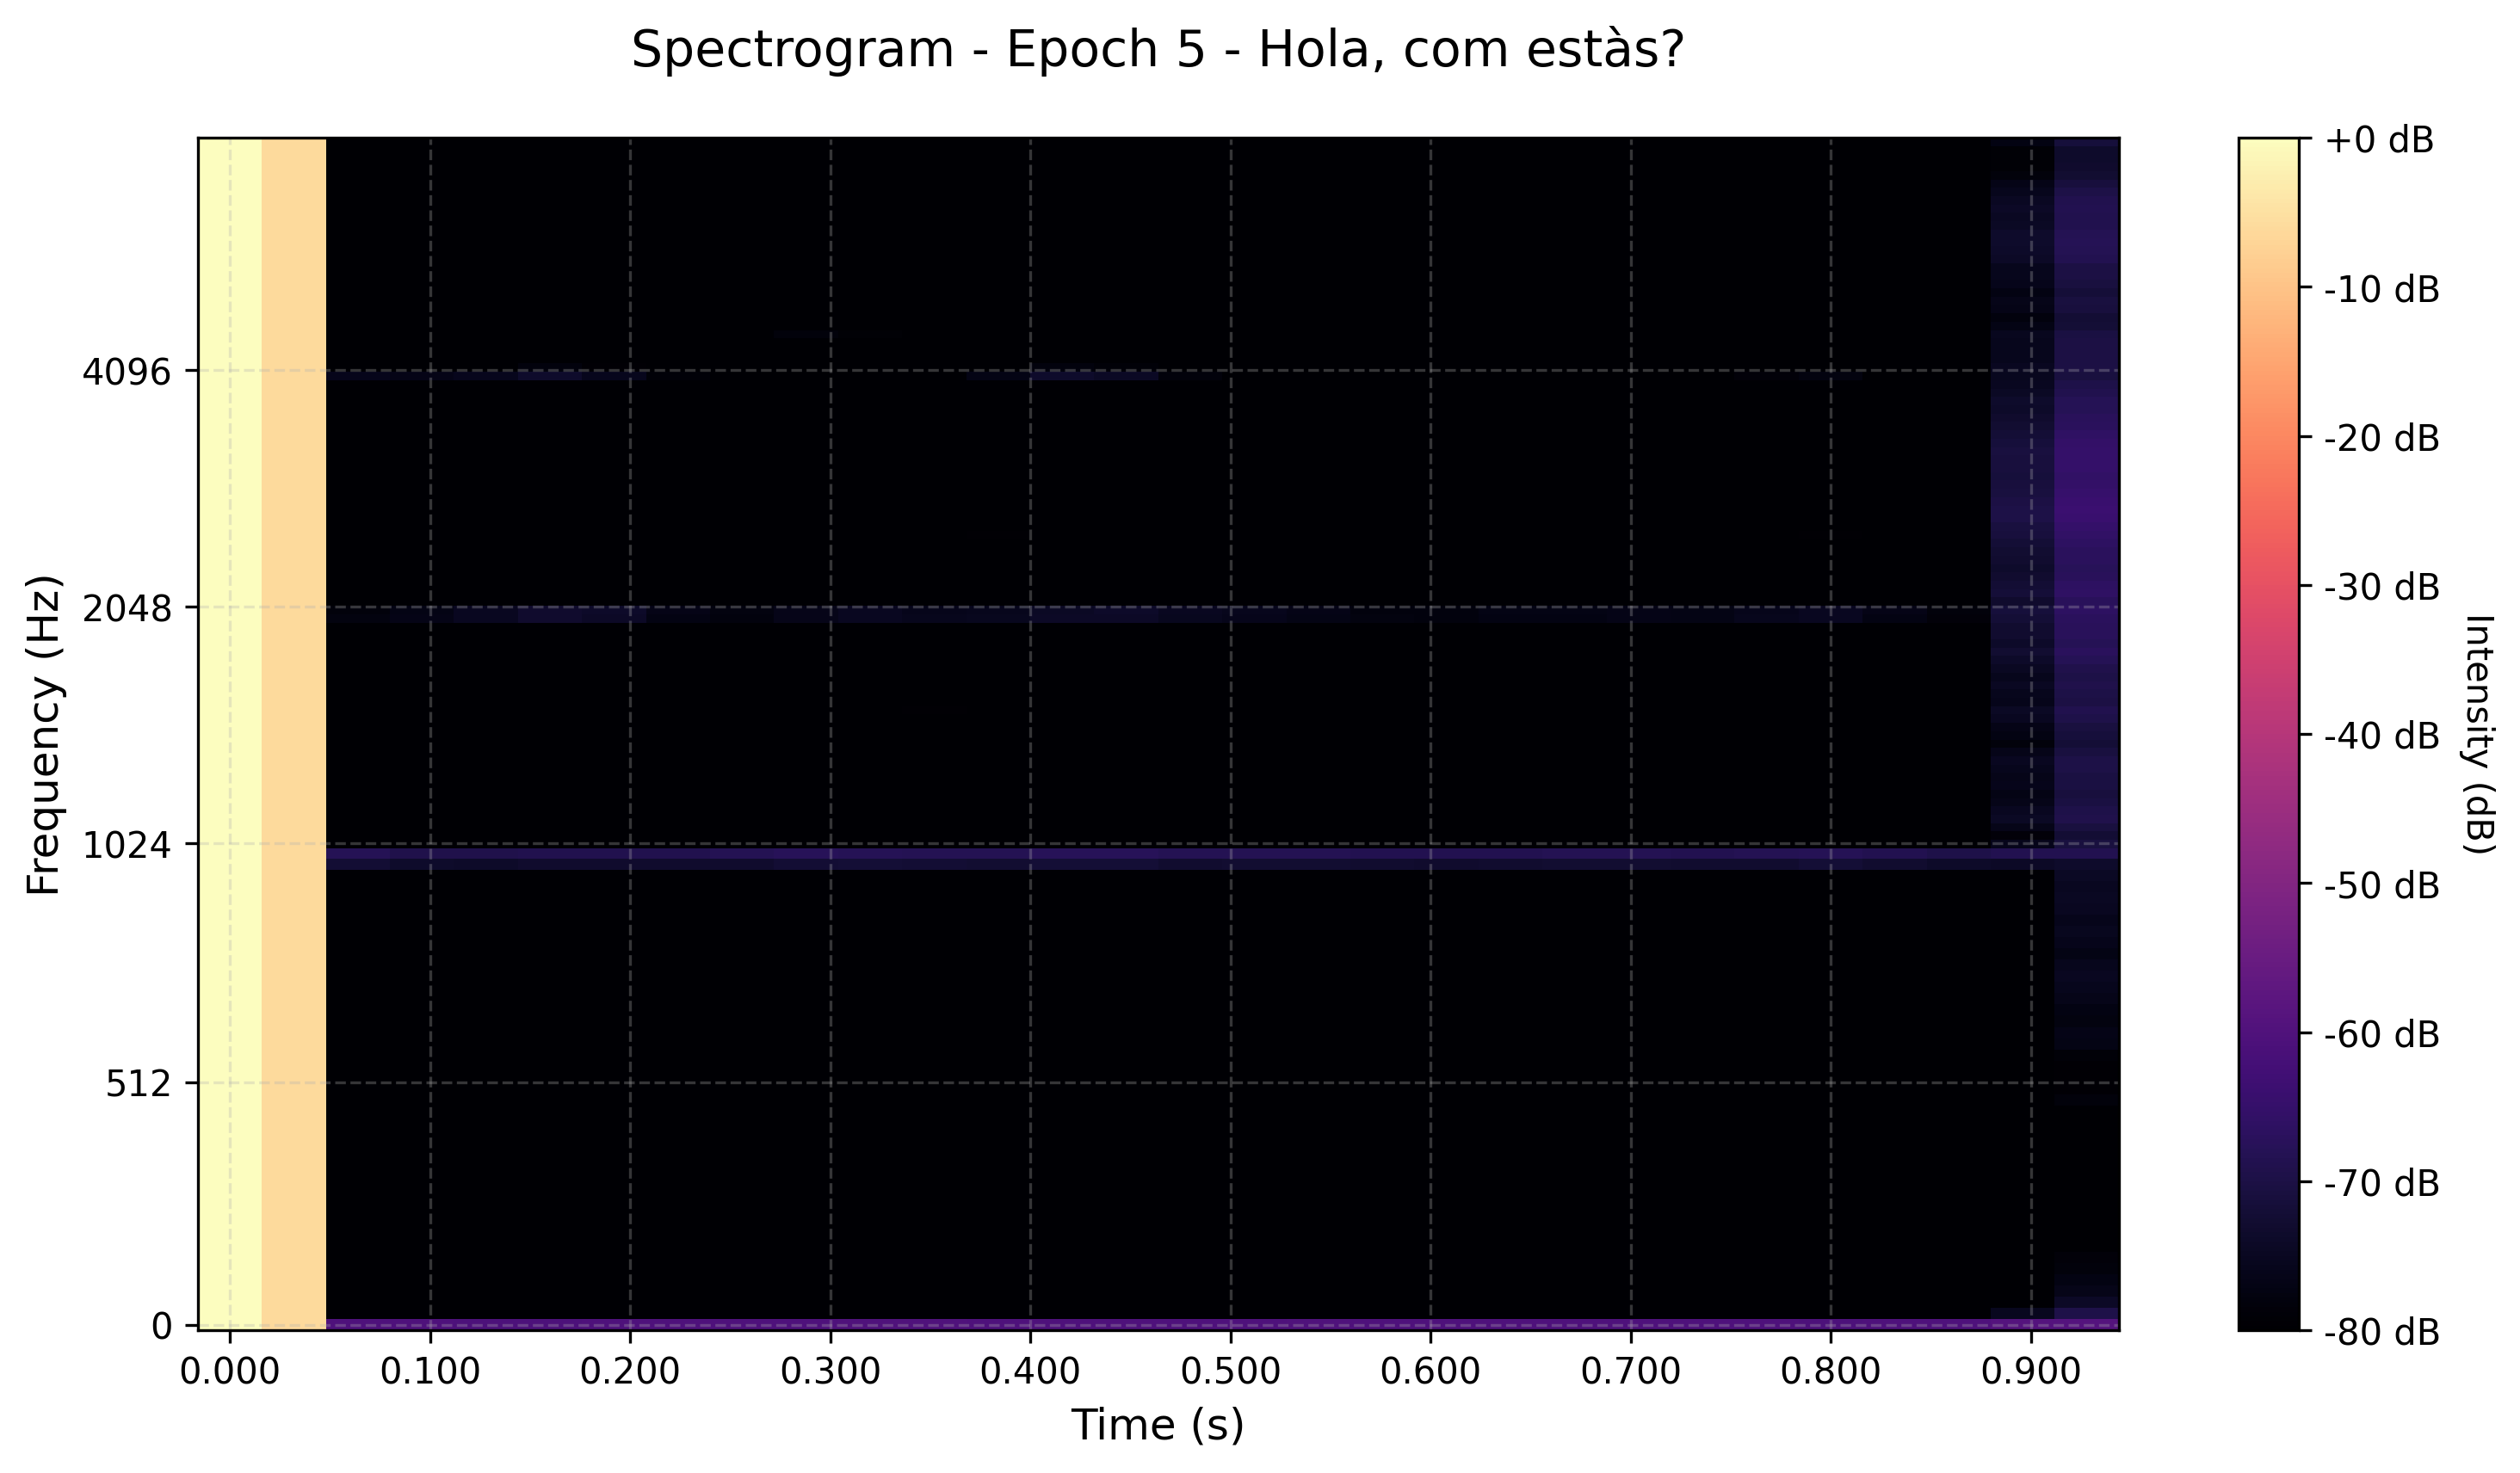 Spectrogram - Epoch 5 - Hola, com estàs?
+0 dB
-10 dB
-20 dB
-30 dB
-40 dB
-50 dB
-60 dB
-70 dB
-80 dB
Intensity (dB)
Frequency (Hz)
4096
2048
1024
512
0
0.000 0.100 0.200 0.300 0.400 0.500 0.600 0.700 0.800 0.900
Time (s)